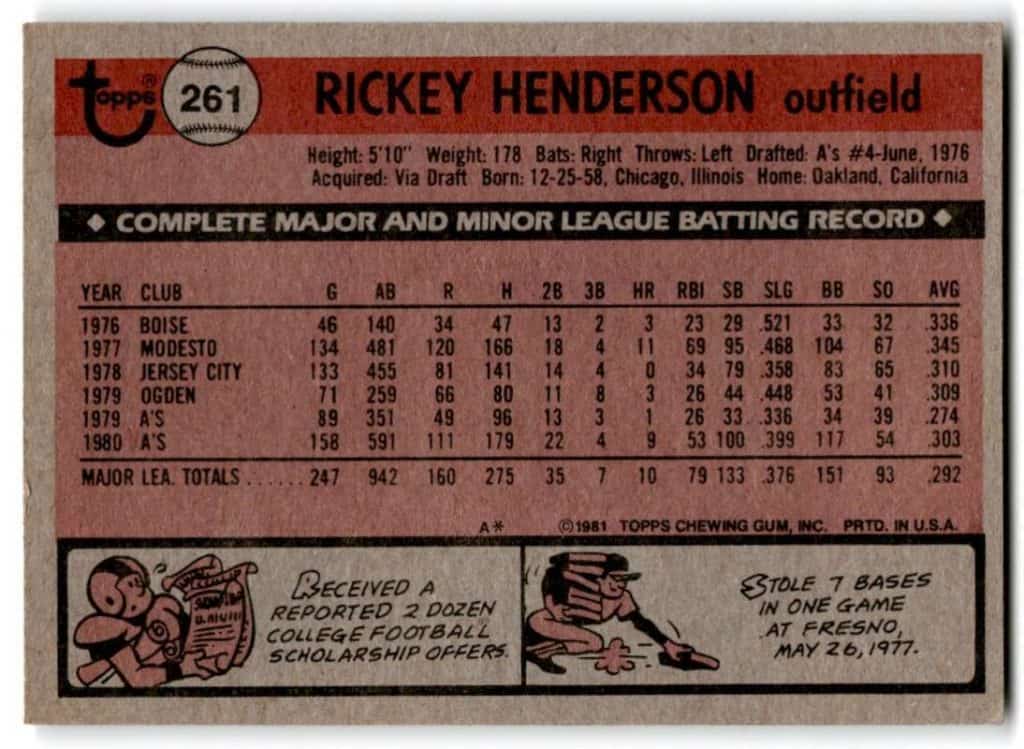 Topps® 261 RICKEY HENDERSON outfield
Height: 5'10" Weight: 178 Bats: Right Throws: Left Drafted: A's #4-June, 1976
Acquired: Via Draft Born: 12-25-58, Chicago, Illinois Home: Oakland, California
◆ COMPLETE MAJOR AND MINOR LEAGUE BATTING RECORD ◆
YEAR CLUB G AB R H 2B 3B HR RBI SB SLG BB SO AVG
1976 BOISE 46 140 34 47 13 2 3 23 29 .521 33 32 .336
1977 MODESTO 134 481 120 166 18 4 11 69 95 .468 104 67 .345
1978 JERSEY CITY 133 455 81 141 14 4 0 34 79 .358 83 65 .310
1979 OGDEN 71 259 66 80 11 8 3 26 44 .448 53 41 .309
1979 A'S 89 351 49 96 13 3 1 26 33 .336 34 39 .274
1980 A'S 158 591 111 179 22 4 9 53 100 .399 117 54 .303
MAJOR LEA. TOTALS ...... 247 942 160 275 35 7 10 79 133 .376 151 93 .292
A* ©1981 TOPPS CHEWING GUM, INC. PRTD. IN U.S.A.
RECEIVED A
REPORTED 2 DOZEN
COLLEGE FOOTBALL
SCHOLARSHIP OFFERS.
STOLE 7 BASES
IN ONE GAME
AT FRESNO,
MAY 26, 1977.